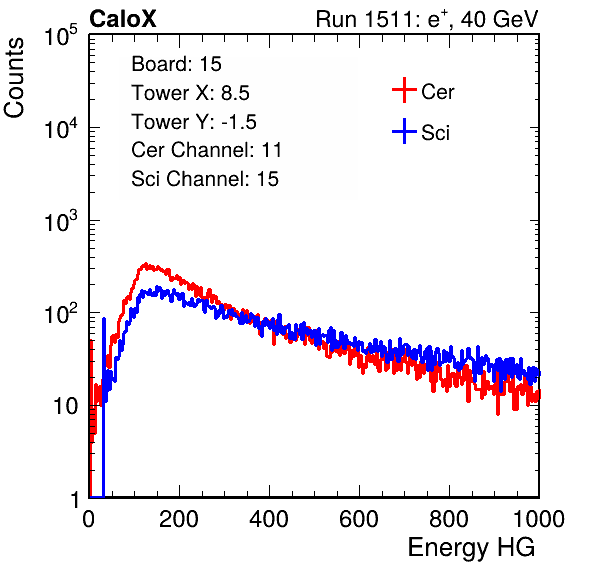 CaloX Run 1511: e⁺, 40 GeV
Counts
10⁵
10⁴
10³
10²
10
1
Board: 15
Tower X: 8.5
Tower Y: -1.5
Cer Channel: 11
Sci Channel: 15
Cer
Sci
0 200 400 600 800 1000
Energy HG